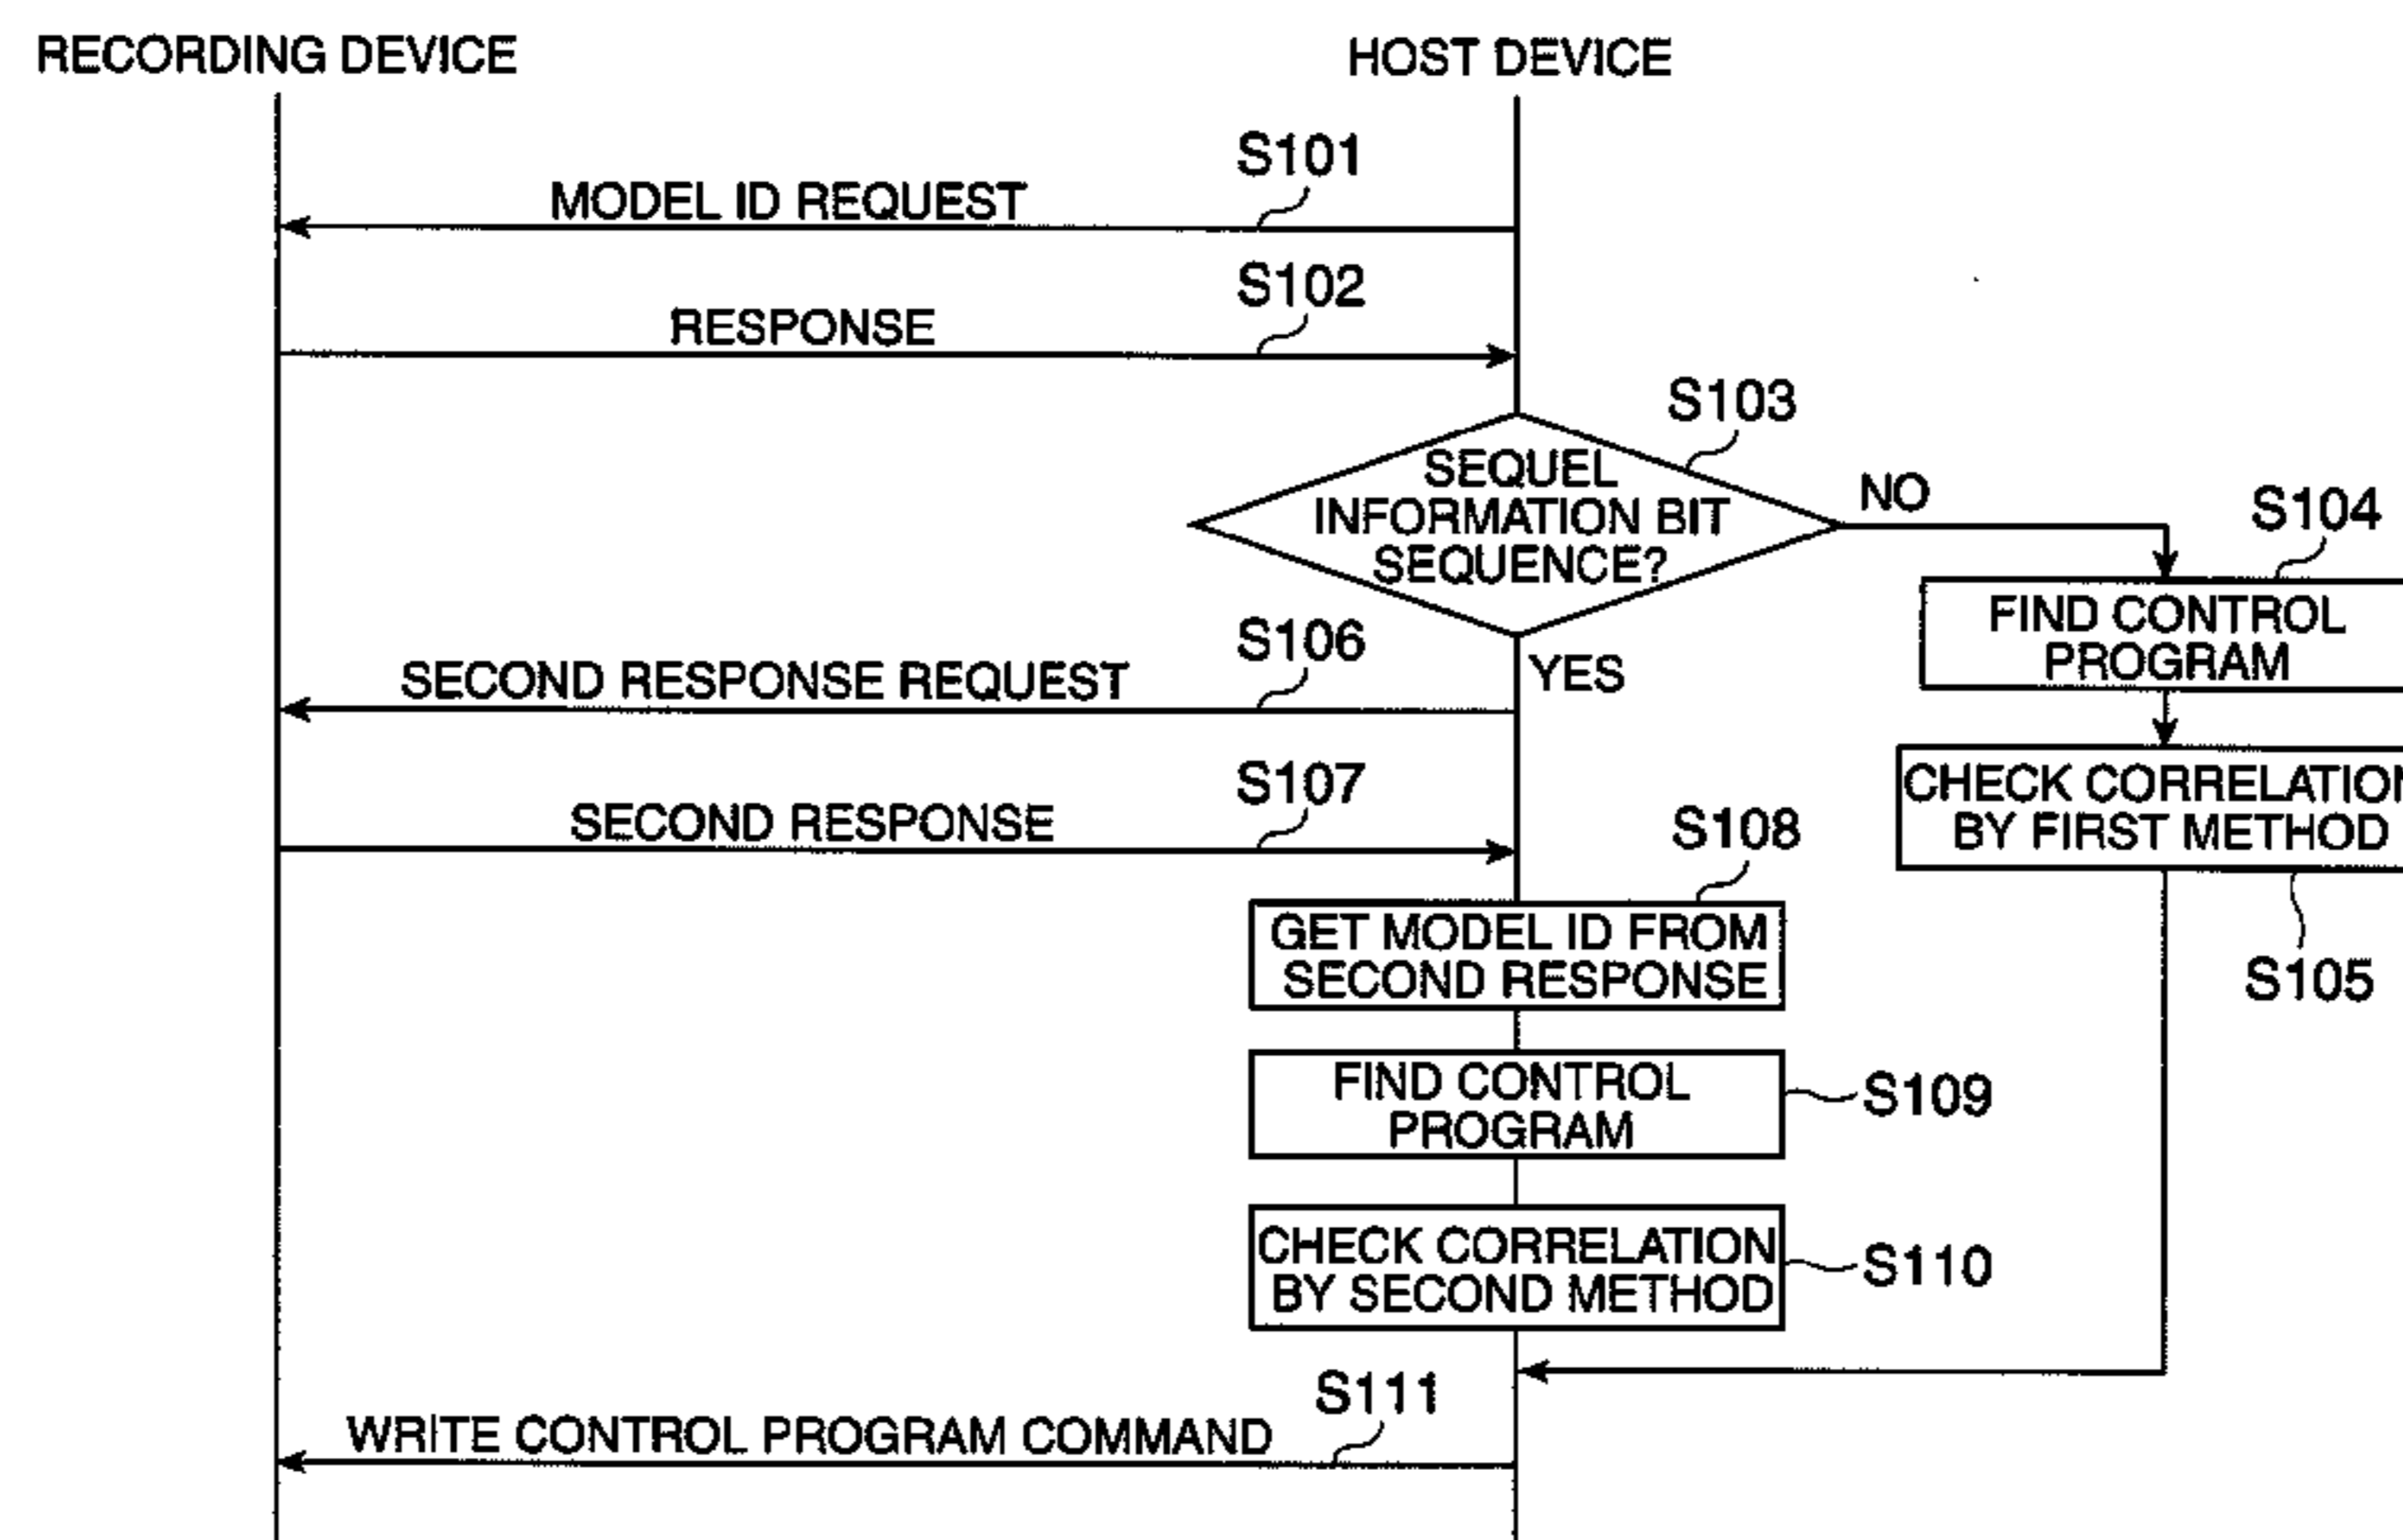 RECORDING DEVICE
HOST DEVICE
S101
MODEL ID REQUEST
S102
RESPONSE
S103
SEQUEL
INFORMATION BIT
SEQUENCE?
NO
S104
FIND CONTROL
PROGRAM
S106
YES
SECOND RESPONSE REQUEST
CHECK CORRELATION
BY FIRST METHOD
S105
S107
SECOND RESPONSE
S108
GET MODEL ID FROM
SECOND RESPONSE
FIND CONTROL
PROGRAM
S109
CHECK CORRELATION
BY SECOND METHOD
S110
S111
WRITE CONTROL PROGRAM COMMAND